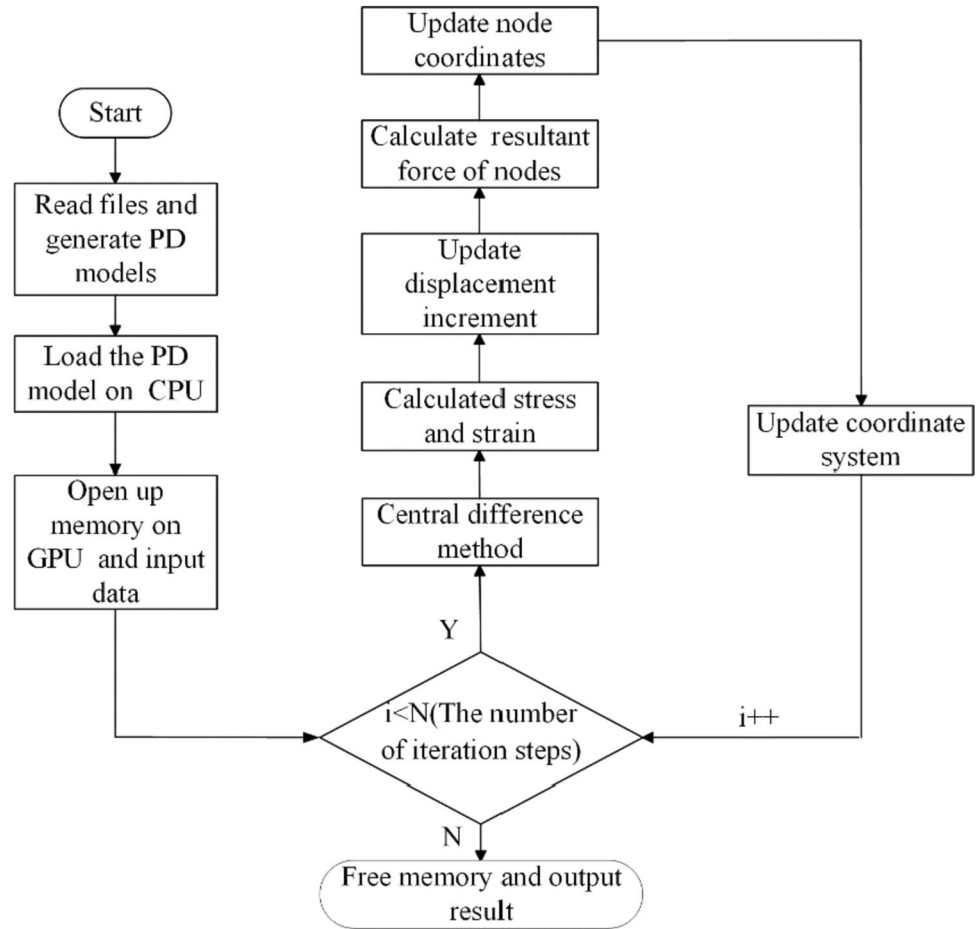 Start
Read files and
generate PD
models
Load the PD
model on CPU
Open up
memory on
GPU and input
data
i<N(The number
of iteration steps)
Y
Central difference
method
Calculated stress
and strain
Update
displacement
increment
Calculate resultant
force of nodes
Update node
coordinates
Update coordinate
system
i++
N
Free memory and output
result